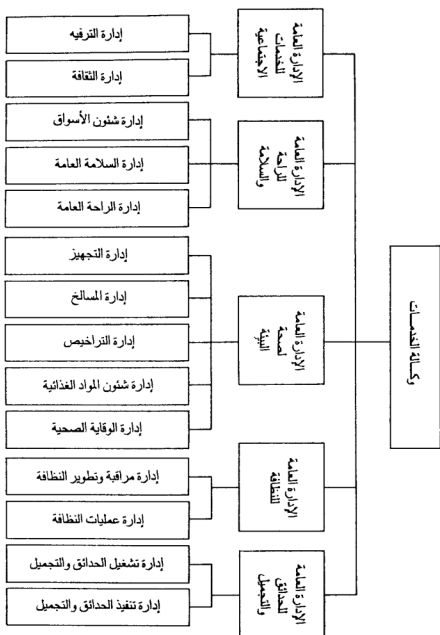 وكالة الخدمات
الإدارة العامة
للخدمات
الاجتماعية
إدارة الترفيه
إدارة الثقافة
الإدارة العامة
للراحة
والسلامة
إدارة شئون الأسواق
إدارة السلامة العامة
إدارة الراحة العامة
الإدارة العامة
لصحة
البيئة
إدارة التجهيز
إدارة المسالخ
إدارة التراخيص
إدارة شئون المواد الغذائية
إدارة الوقاية الصحية
الإدارة العامة
للنظافة
إدارة مراقبة وتطوير النظافة
إدارة عمليات النظافة
الإدارة العامة
للحدائق
والتجميل
إدارة تشغيل الحدائق والتجميل
إدارة تنفيذ الحدائق والتجميل